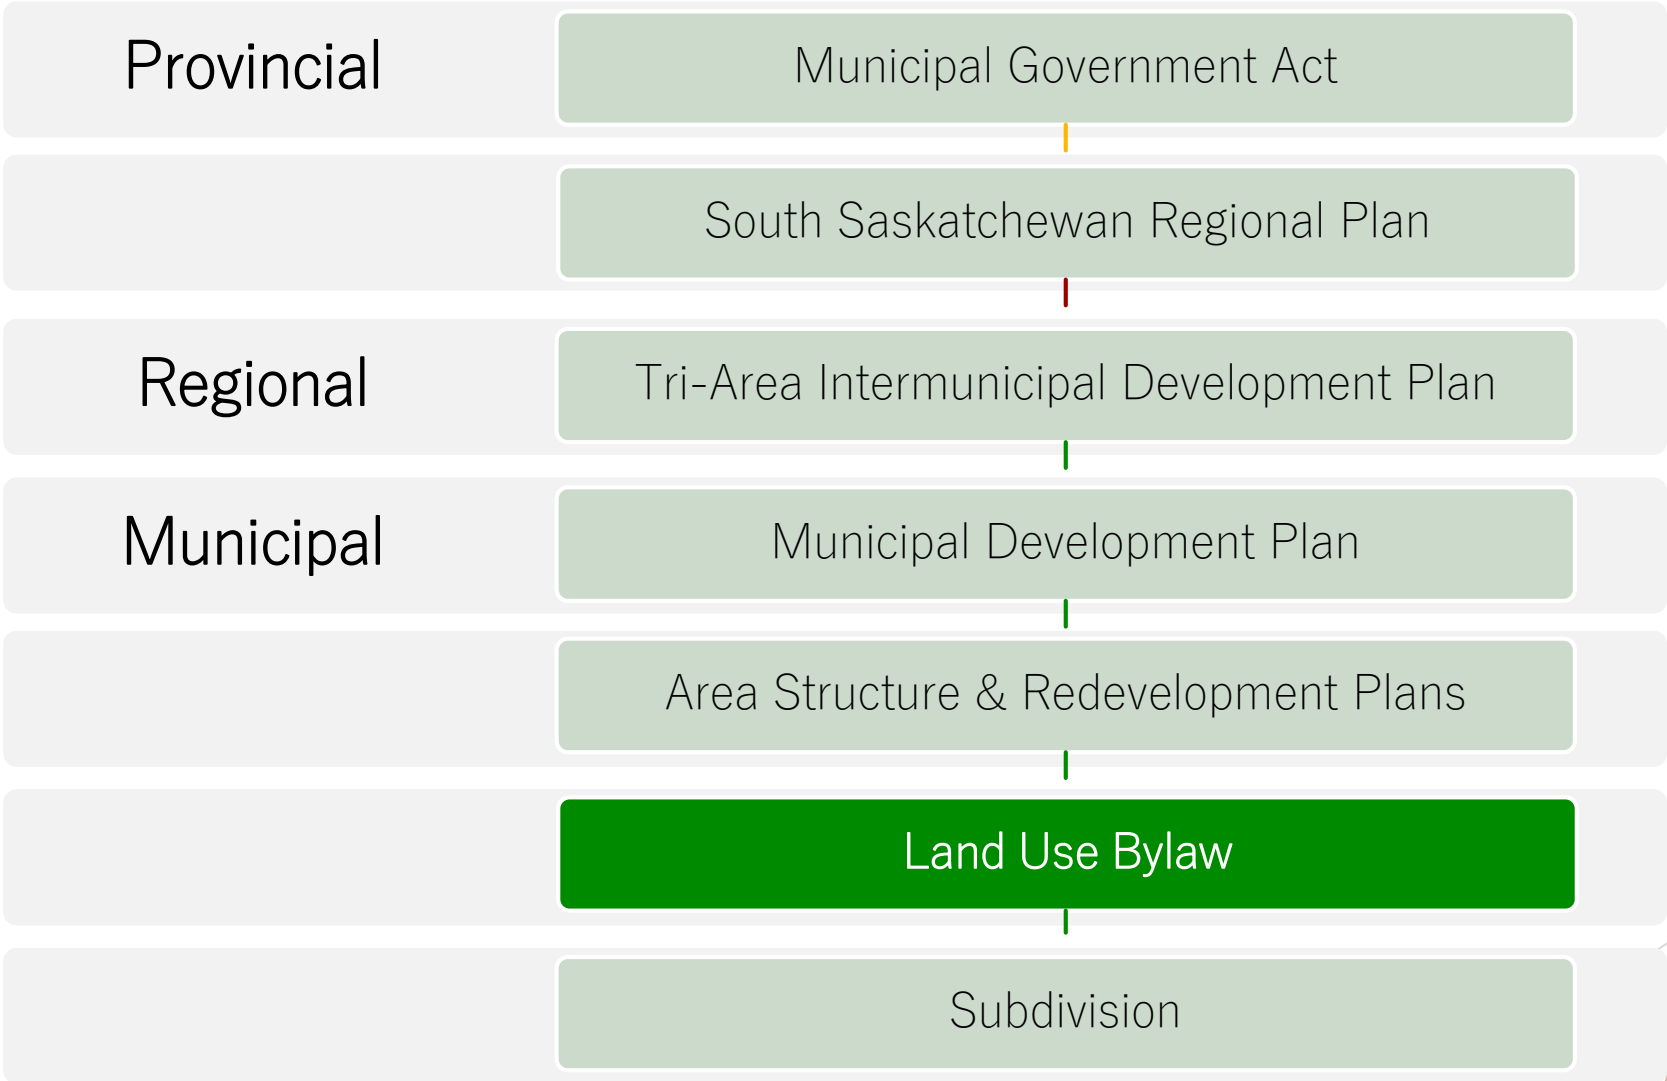 Provincial
Municipal Government Act
South Saskatchewan Regional Plan
Regional
Tri-Area Intermunicipal Development Plan
Municipal
Municipal Development Plan
Area Structure & Redevelopment Plans
Land Use Bylaw
Subdivision